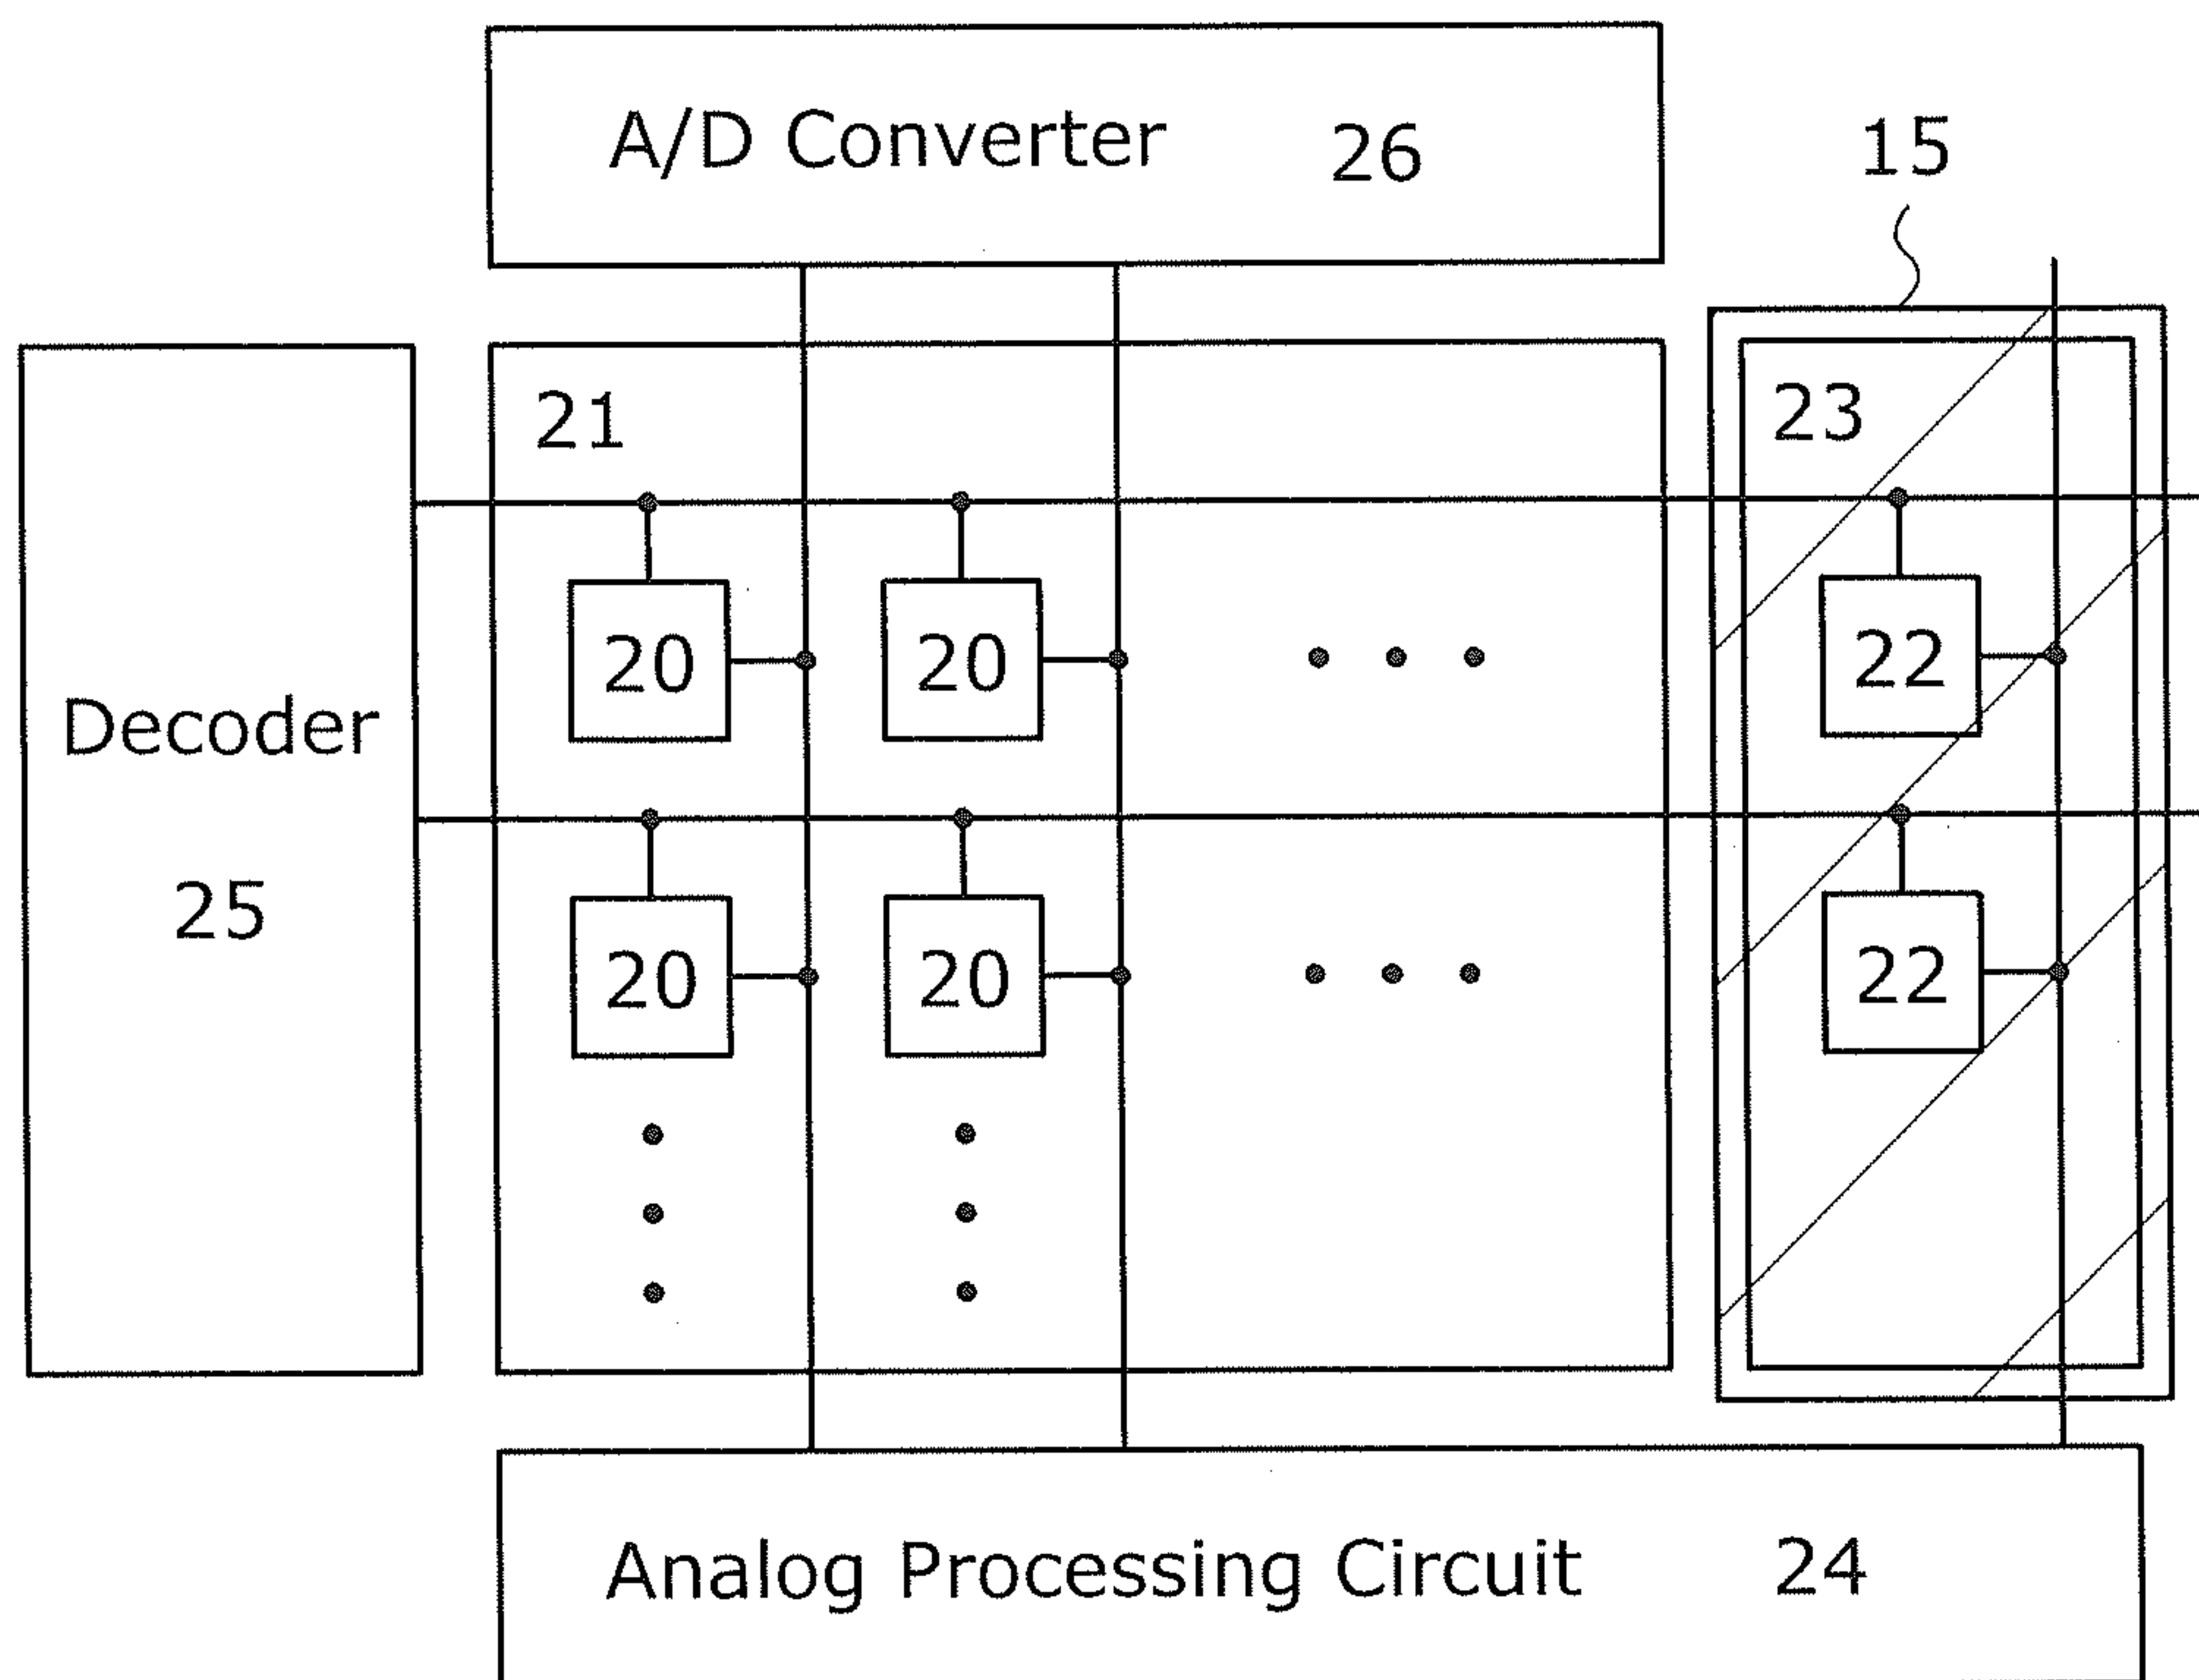 A/D Converter 26
15
21
23
20 20 22
Decoder
25
20 20 22
Analog Processing Circuit 24